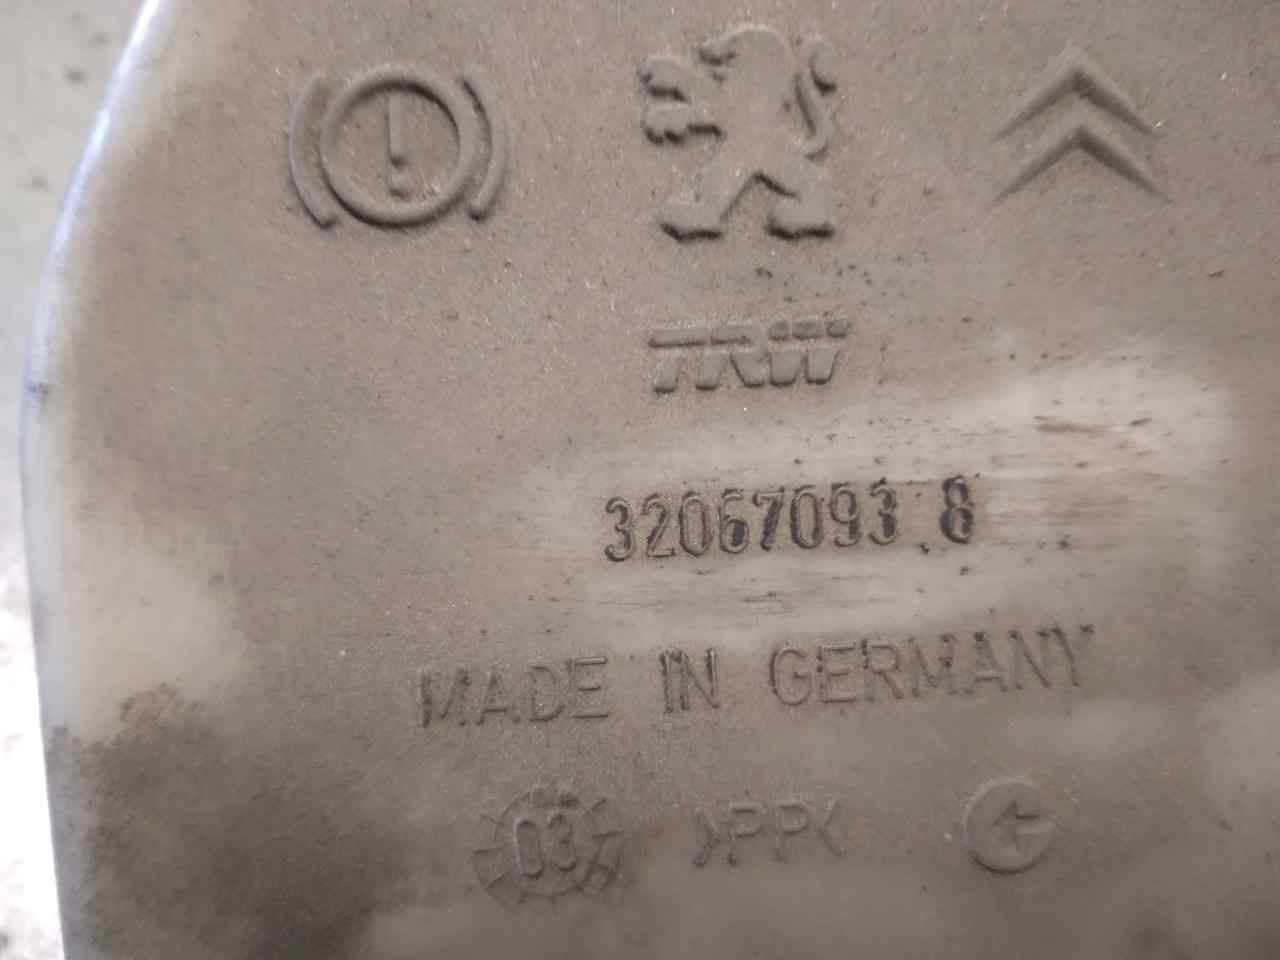 TRW
32067093 8
MADE IN GERMANY
03 >PP<